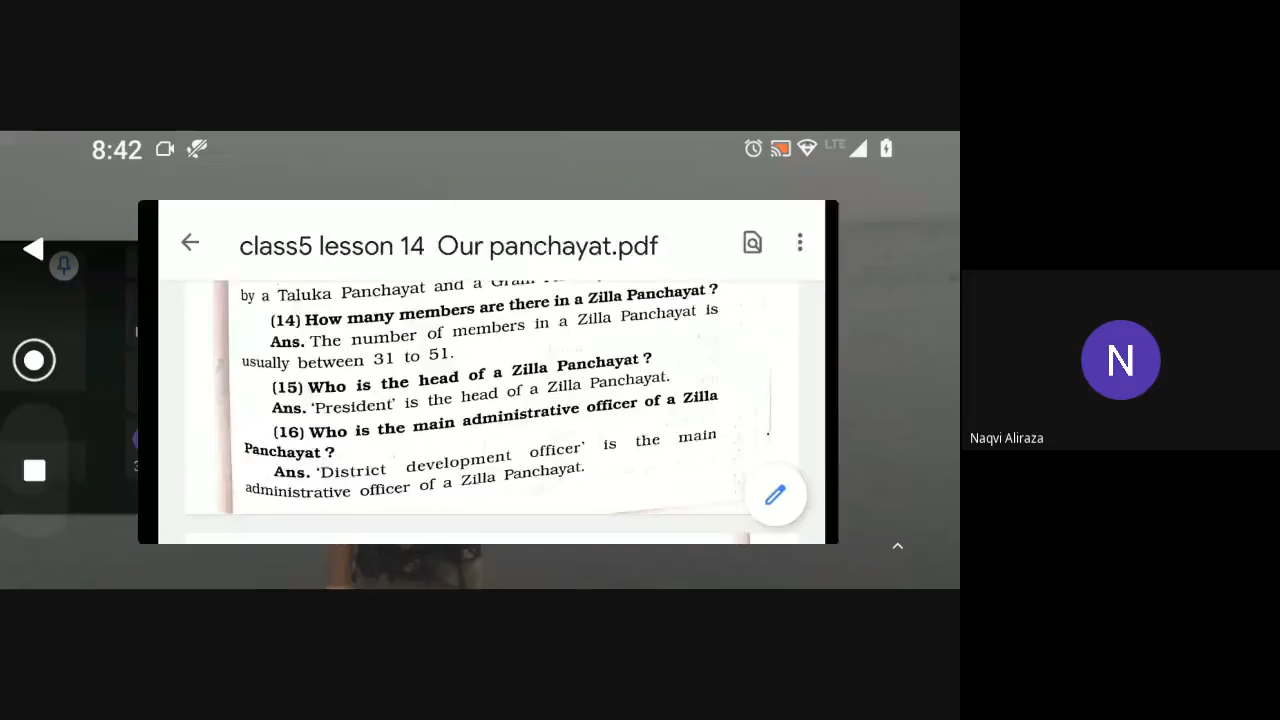 8:42
LTE
class5 lesson 14 Our panchayat.pdf
by a Taluka Panchayat and a Gram
(14) How many members are there in a Zilla Panchayat ?
Ans. The number of members in a Zilla Panchayat is
usually between 31 to 51.
(15) Who is the head of a Zilla Panchayat ?
Ans. 'President' is the head of a Zilla Panchayat.
(16) Who is the main administrative officer of a Zilla
Panchayat ?
Ans. 'District development officer' is the main
administrative officer of a Zilla Panchayat.
N
Naqvi Aliraza